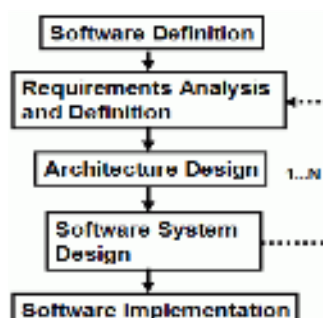 Software Definition
Requirements Analysis
and Definition
Architecture Design
1...N
Software System
Design
Software Implementation